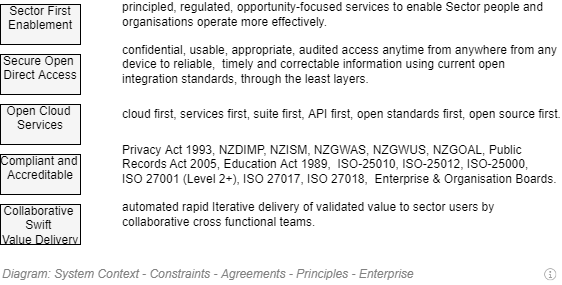 Sector First
Enablement
principled, regulated, opportunity-focused services to enable Sector people and
organisations operate more effectively.
Secure Open
Direct Access
confidential, usable, appropriate, audited access anytime from anywhere from any
device to reliable, timely and correctable information using current open
integration standards, through the least layers.
Open Cloud
Services
cloud first, services first, suite first, API first, open standards first, open source first.
Compliant and
Accreditable
Privacy Act 1993, NZDIMP, NZISM, NZGWAS, NZGWUS, NZGOAL, Public
Records Act 2005, Education Act 1989, ISO-25010, ISO-25012, ISO-25000,
ISO 27001 (Level 2+), ISO 27017, ISO 27018, Enterprise & Organisation Boards.
Collaborative
Swift
Value Delivery
automated rapid Iterative delivery of validated value to sector users by
collaborative cross functional teams.
Diagram: System Context - Constraints - Agreements - Principles - Enterprise